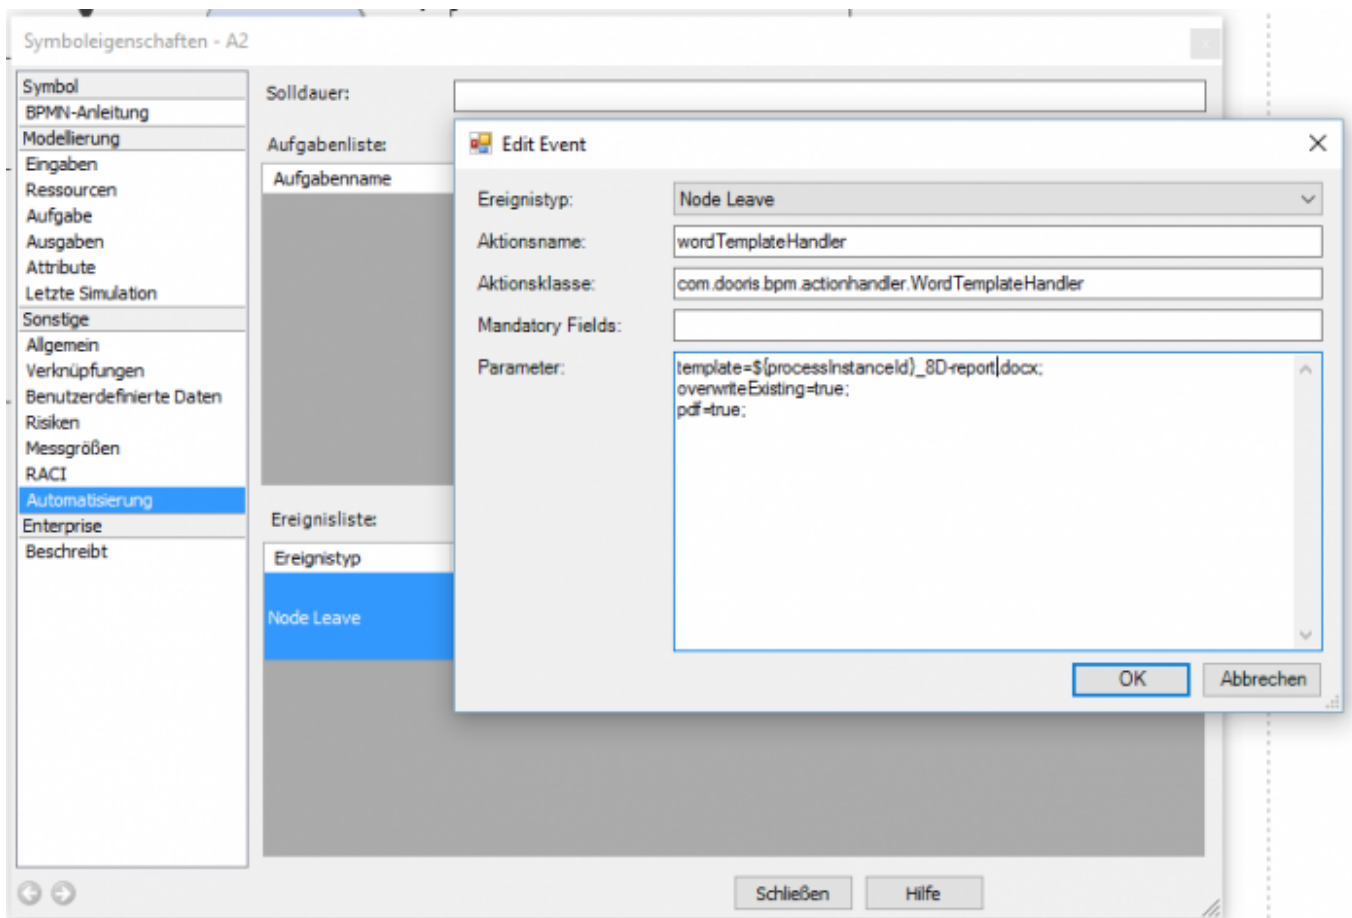 Symboleigenschaften - A2
Symbol
BPMN-Anleitung
Modellierung
Eingaben
Ressourcen
Aufgabe
Ausgaben
Attribute
Letzte Simulation
Sonstige
Allgemein
Verknüpfungen
Benutzerdefinierte Daten
Risiken
Messgrößen
RACI
Automatisierung
Enterprise
Beschreibt
Solldauer:
Aufgabenliste:
Aufgabenname
Ereignisliste:
Ereignistyp
Node Leave
Edit Event
Ereignistyp:
Node Leave
Aktionsname:
wordTemplateHandler
Aktionsklasse:
com.dooris.bpm.actionhandler.WordTemplateHandler
Mandatory Fields:
Parameter:
template=${processInstanceId}_8D-report.docx;
overwriteExisting=true;
pdf=true;
OK
Abbrechen
Schließen
Hilfe